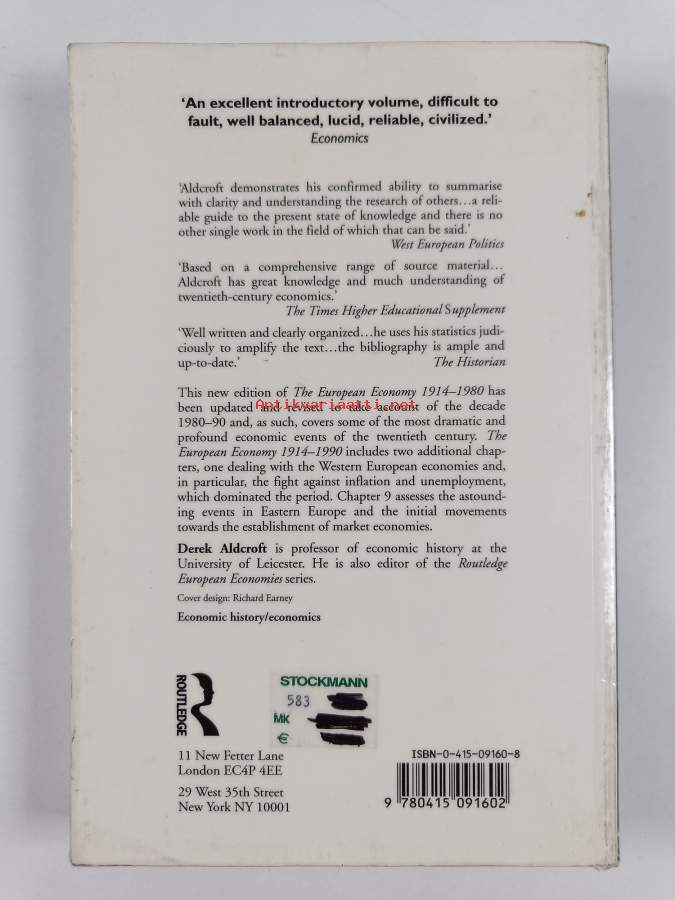 ‘An excellent introductory volume, difficult to
fault, well balanced, lucid, reliable, civilized.’
Economics
‘Aldcroft demonstrates his confirmed ability to summarise
with clarity and understanding the research of others…a reli-
able guide to the present state of knowledge and there is no
other single work in the field of which that can be said.’
West European Politics
‘Based on a comprehensive range of source material…
Aldcroft has great knowledge and much understanding of
twentieth-century economics.’
The Times Higher Educational Supplement
‘Well written and clearly organized…he uses his statistics judi-
ciously to amplify the text…the bibliography is ample and
up-to-date.’ The Historian
This new edition of The European Economy 1914–1980 has
been updated and revised to take account of the decade
Antikvariaatti.net
1980–90 and, as such, covers some of the most dramatic and
profound economic events of the twentieth century. The
European Economy 1914–1990 includes two additional chap-
ters, one dealing with the Western European economies and,
in particular, the fight against inflation and unemployment,
which dominated the period. Chapter 9 assesses the astound-
ing events in Eastern Europe and the initial movements
towards the establishment of market economies.
Derek Aldcroft is professor of economic history at the
University of Leicester. He is also editor of the Routledge
European Economies series.
Cover design: Richard Earney
Economic history/economics
ROUTLEDGE
STOCKMANN
583
MK
€
11 New Fetter Lane
London EC4P 4EE
29 West 35th Street
New York NY 10001
ISBN-0-415-09160-8
9 780415 091602